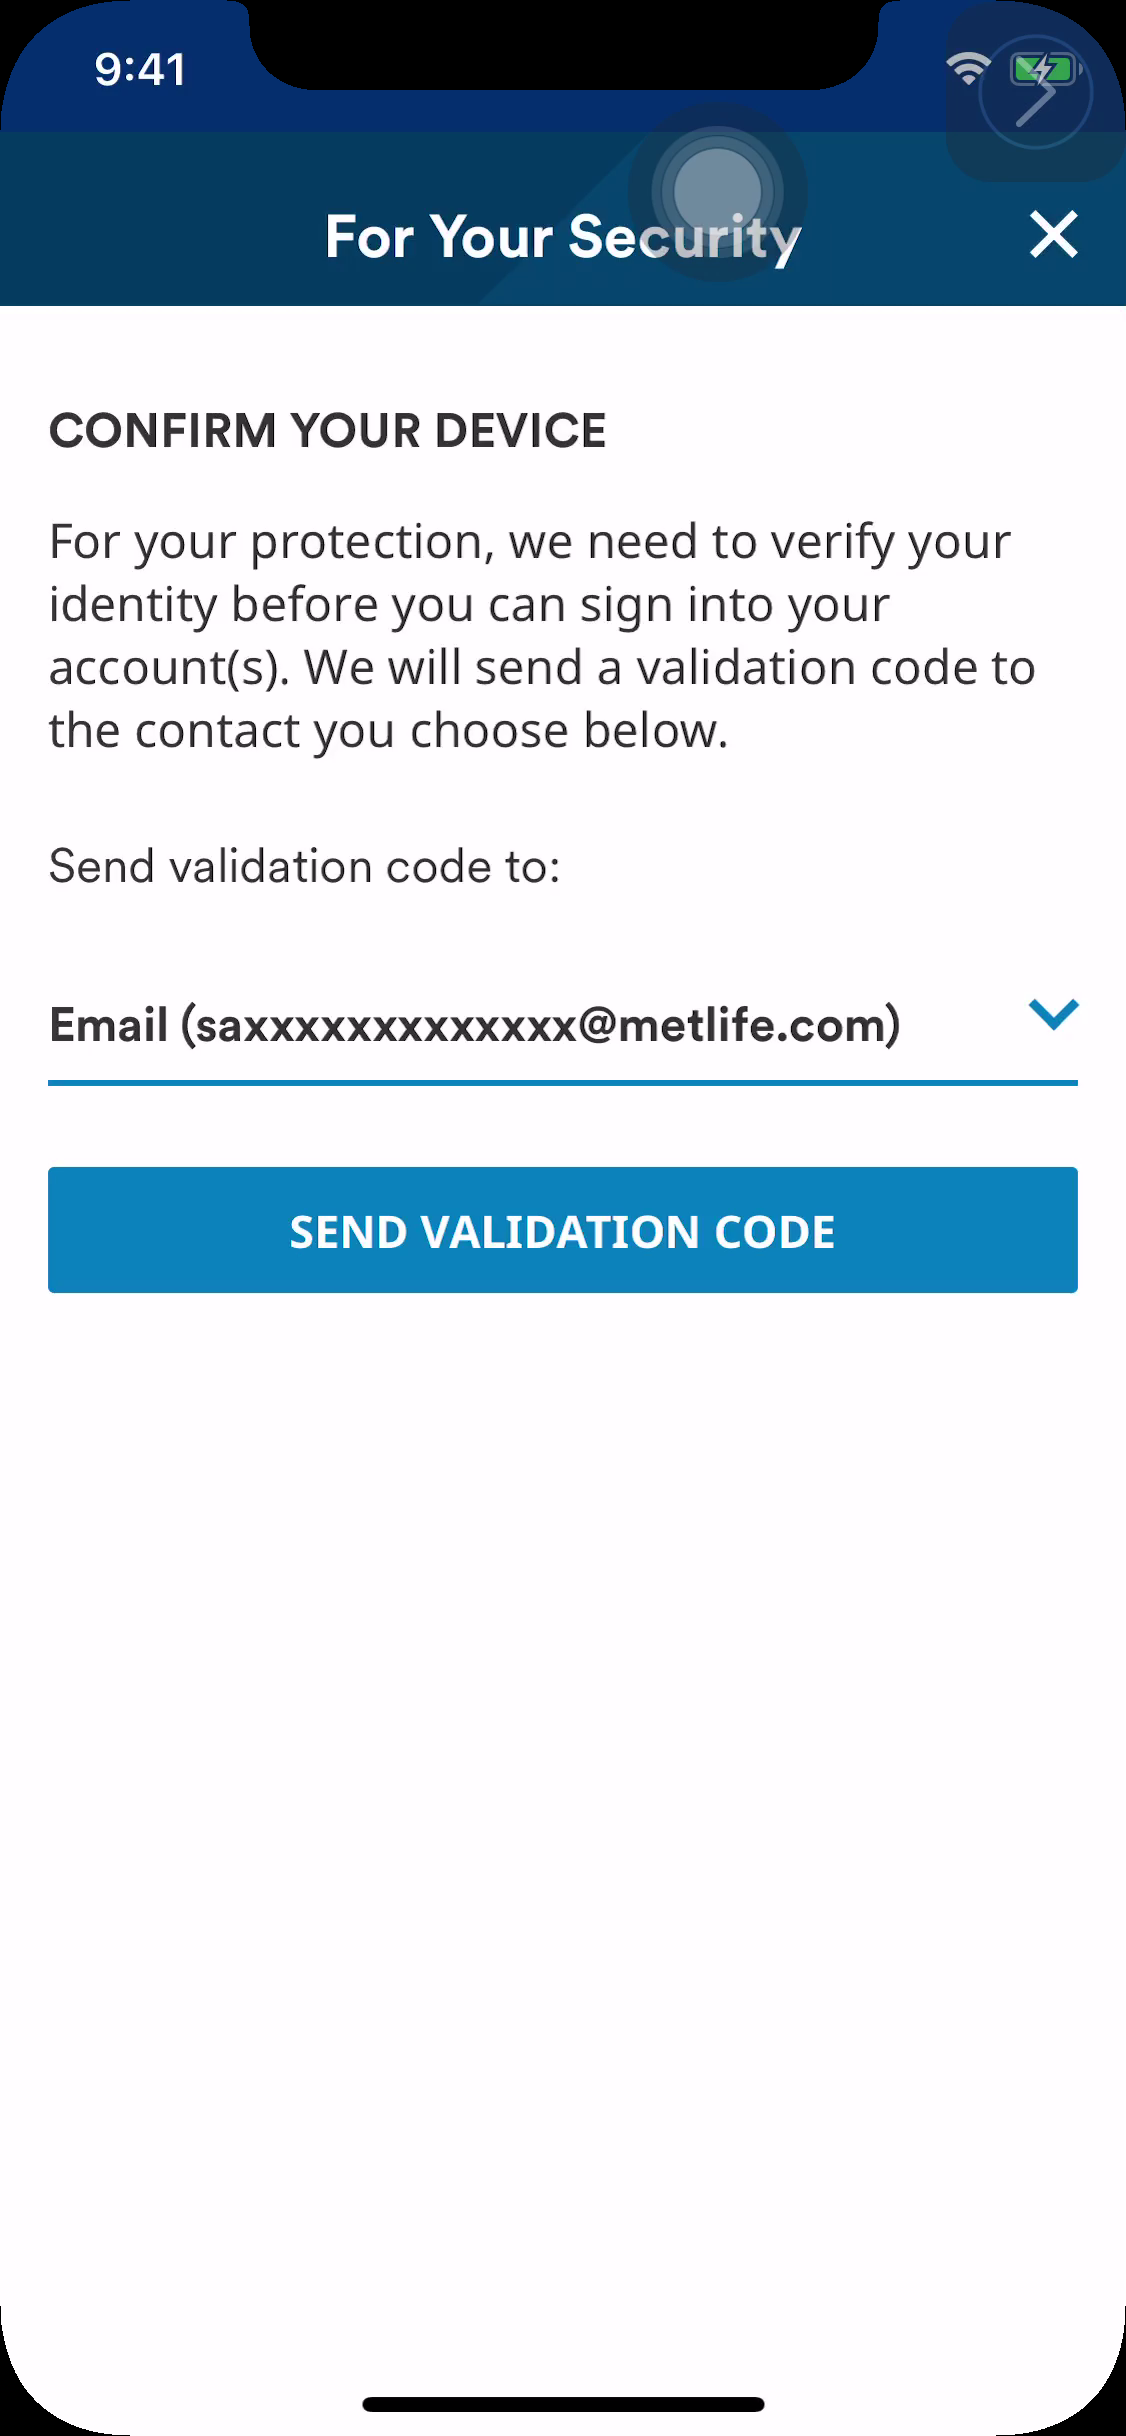 9:41
For Your Security
CONFIRM YOUR DEVICE
For your protection, we need to verify your
identity before you can sign into your
account(s). We will send a validation code to
the contact you choose below.
Send validation code to:
Email (saxxxxxxxxxxxxx@metlife.com)
SEND VALIDATION CODE